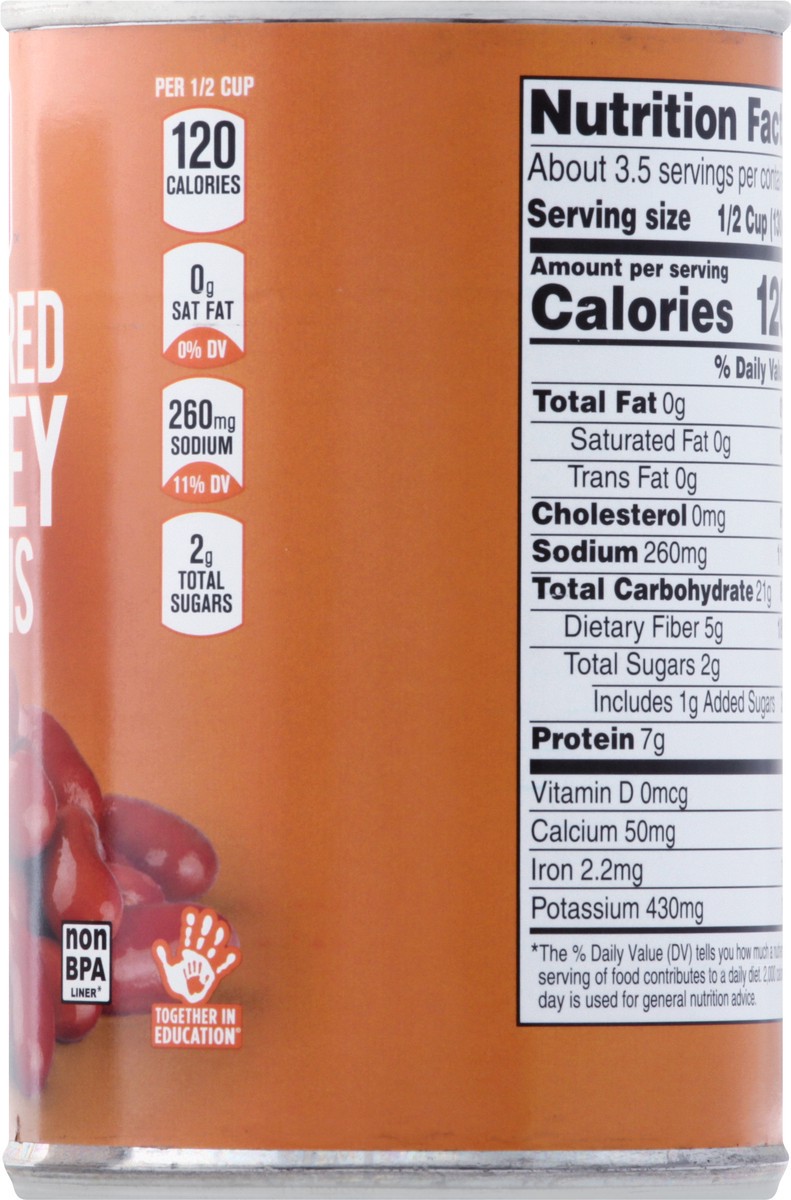 RED
EY
NS
PER 1/2 CUP
120
CALORIES
0g
SAT FAT
0% DV
260mg
SODIUM
11% DV
2g
TOTAL
SUGARS
non
BPA
LINER*
TOGETHER IN
EDUCATION®
Nutrition Fac
About 3.5 servings per conta
Serving size 1/2 Cup (13
Amount per serving
Calories 120
% Daily Val
Total Fat 0g
Saturated Fat 0g
Trans Fat 0g
Cholesterol 0mg
Sodium 260mg
Total Carbohydrate 21g
Dietary Fiber 5g
Total Sugars 2g
Includes 1g Added Sugars
Protein 7g
Vitamin D 0mcg
Calcium 50mg
Iron 2.2mg
Potassium 430mg
*The % Daily Value (DV) tells you how much a
serving of food contributes to a daily diet. 2,000
day is used for general nutrition advice.